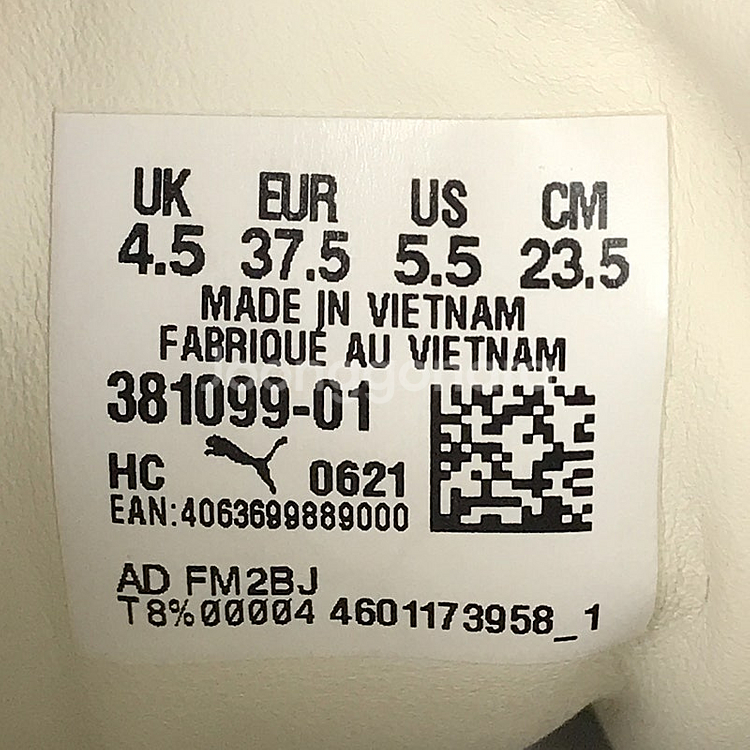 UK EUR US CM
4.5 37.5 5.5 23.5
MADE IN VIETNAM
FABRIQUE AU VIETNAM
381099-01
HC 0621
EAN:4063699889000
AD FM2BJ
T8%00004 4601173958_1